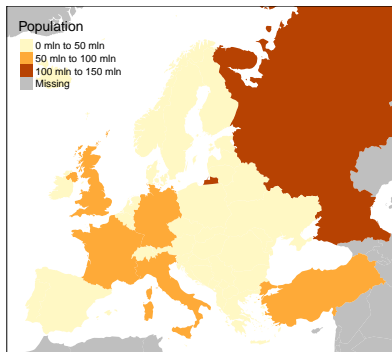 Population
0 mln to 50 mln
50 mln to 100 mln
100 mln to 150 mln
Missing